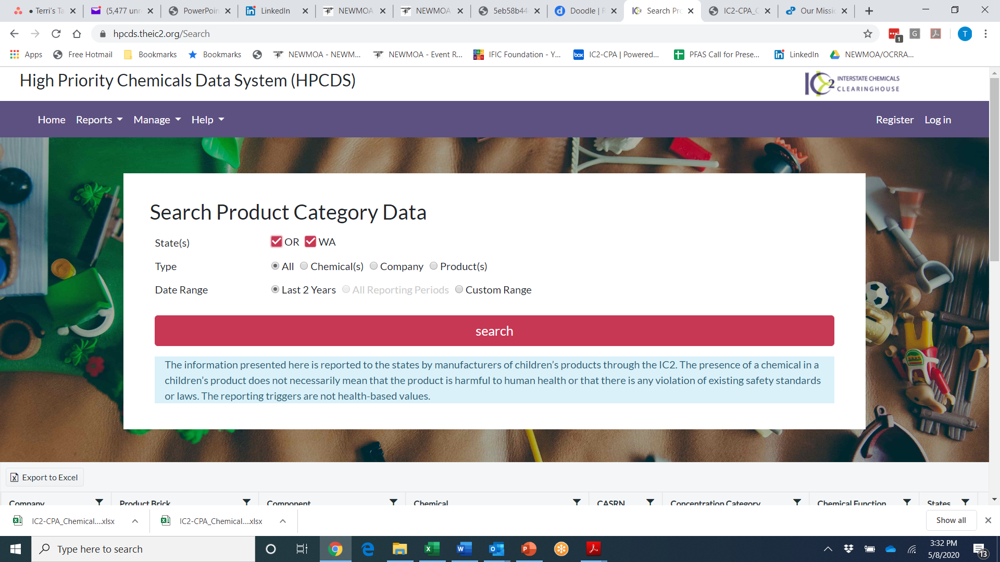 • Terri's Ta
(5,477 unr
PowerPoin
LinkedIn
NEWMOA
NEWMOA
5eb58b44
Doodle | F
Search Pro
IC2-CPA_C
Our Missio
hpcds.theic2.org/Search
1
G
T
Apps
Free Hotmail
Bookmarks
Bookmarks
NEWMOA - NEWM...
NEWMOA - Event R...
IFIC Foundation - Y...
box
IC2-CPA | Powered...
PFAS Call for Prese...
LinkedIn
NEWMOA/OCRRA...
High Priority Chemicals Data System (HPCDS)
IC2 INTERSTATE CHEMICALS
CLEARINGHOUSE
Home Reports Manage Help Register Log in
Search Product Category Data
State(s) OR WA
Type All Chemical(s) Company Product(s)
Date Range Last 2 Years All Reporting Periods Custom Range
search
The information presented here is reported to the states by manufacturers of children's products through the IC2. The presence of a chemical in a
children's product does not necessarily mean that the product is harmful to human health or that there is any violation of existing safety standards
or laws. The reporting triggers are not health-based values.
Export to Excel
Company Product Brick Component Chemical CASRN Concentration Category Chemical Function States
IC2-CPA_Chemical....xlsx IC2-CPA_Chemical....xlsx Show all
Type here to search
3:32 PM
5/8/2020
13